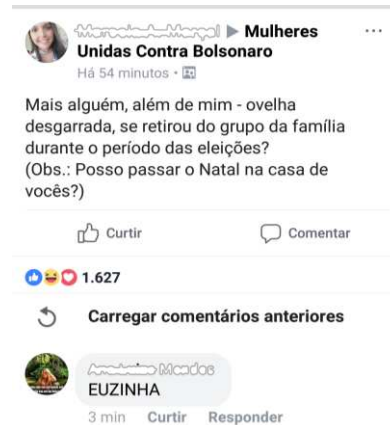 Mulheres
Unidas Contra Bolsonaro
Há 54 minutos •
Mais alguém, além de mim - ovelha
desgarrada, se retirou do grupo da família
durante o período das eleições?
(Obs.: Posso passar o Natal na casa de
vocês?)
Curtir Comentar
1.627
Carregar comentários anteriores
EUZINHA
3 min Curtir Responder